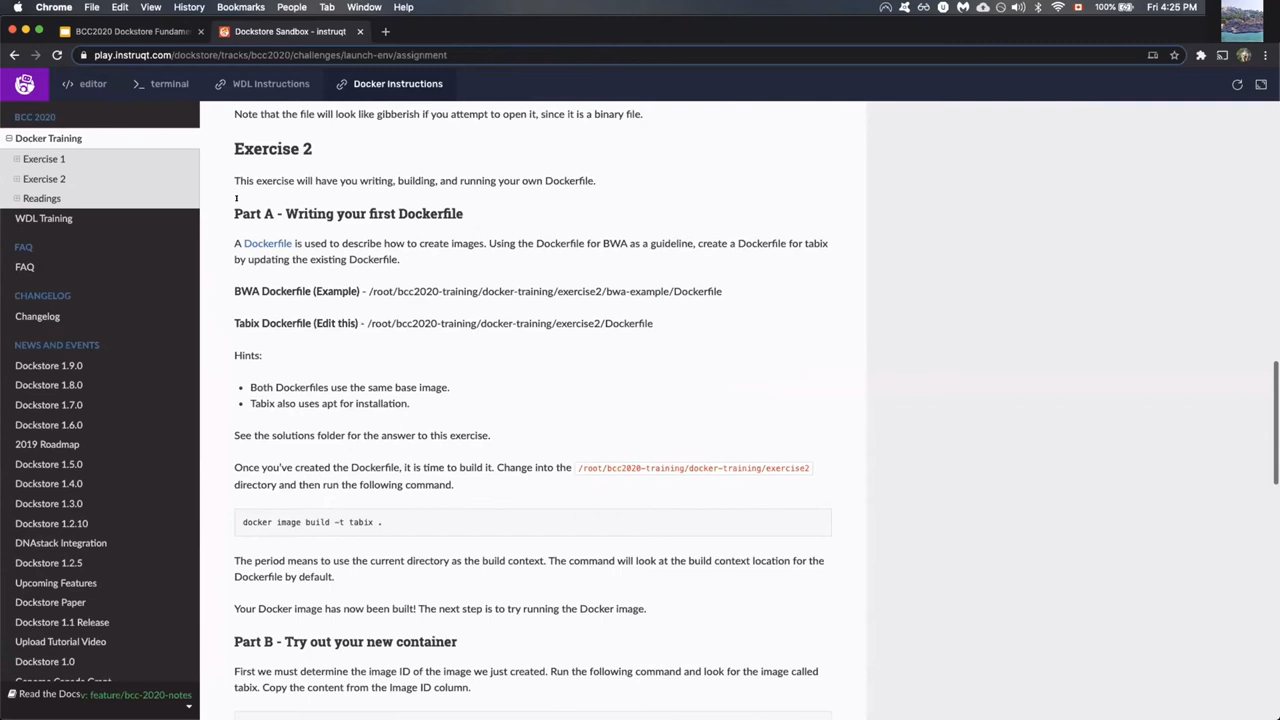 Chrome File Edit View History Bookmarks People Tab Window Help 100% Fri 4:25 PM
BCC2020 Dockstore Fundame × Dockstore Sandbox - instruqt × +
play.instruqt.com/dockstore/tracks/bcc2020/challenges/launch-env/assignment
editor terminal WDL Instructions Docker Instructions
BCC 2020
Docker Training
Exercise 1
Exercise 2
Readings
WDL Training
FAQ
FAQ
CHANGELOG
Changelog
NEWS AND EVENTS
Dockstore 1.9.0
Dockstore 1.8.0
Dockstore 1.7.0
Dockstore 1.6.0
2019 Roadmap
Dockstore 1.5.0
Dockstore 1.4.0
Dockstore 1.3.0
Dockstore 1.2.10
DNAstack Integration
Dockstore 1.2.5
Upcoming Features
Dockstore Paper
Dockstore 1.1 Release
Upload Tutorial Video
Dockstore 1.0
Read the Docs v: feature/bcc-2020-notes
Note that the file will look like gibberish if you attempt to open it, since it is a binary file.
Exercise 2
This exercise will have you writing, building, and running your own Dockerfile.
Part A - Writing your first Dockerfile
A Dockerfile is used to describe how to create images. Using the Dockerfile for BWA as a guideline, create a Dockerfile for tabix
by updating the existing Dockerfile.
BWA Dockerfile (Example) - /root/bcc2020-training/docker-training/exercise2/bwa-example/Dockerfile
Tabix Dockerfile (Edit this) - /root/bcc2020-training/docker-training/exercise2/Dockerfile
Hints:
• Both Dockerfiles use the same base image.
• Tabix also uses apt for installation.
See the solutions folder for the answer to this exercise.
Once you've created the Dockerfile, it is time to build it. Change into the /root/bcc2020-training/docker-training/exercise2
directory and then run the following command.
docker image build -t tabix .
The period means to use the current directory as the build context. The command will look at the build context location for the
Dockerfile by default.
Your Docker image has now been built! The next step is to try running the Docker image.
Part B - Try out your new container
First we must determine the image ID of the image we just created. Run the following command and look for the image called
tabix. Copy the content from the Image ID column.